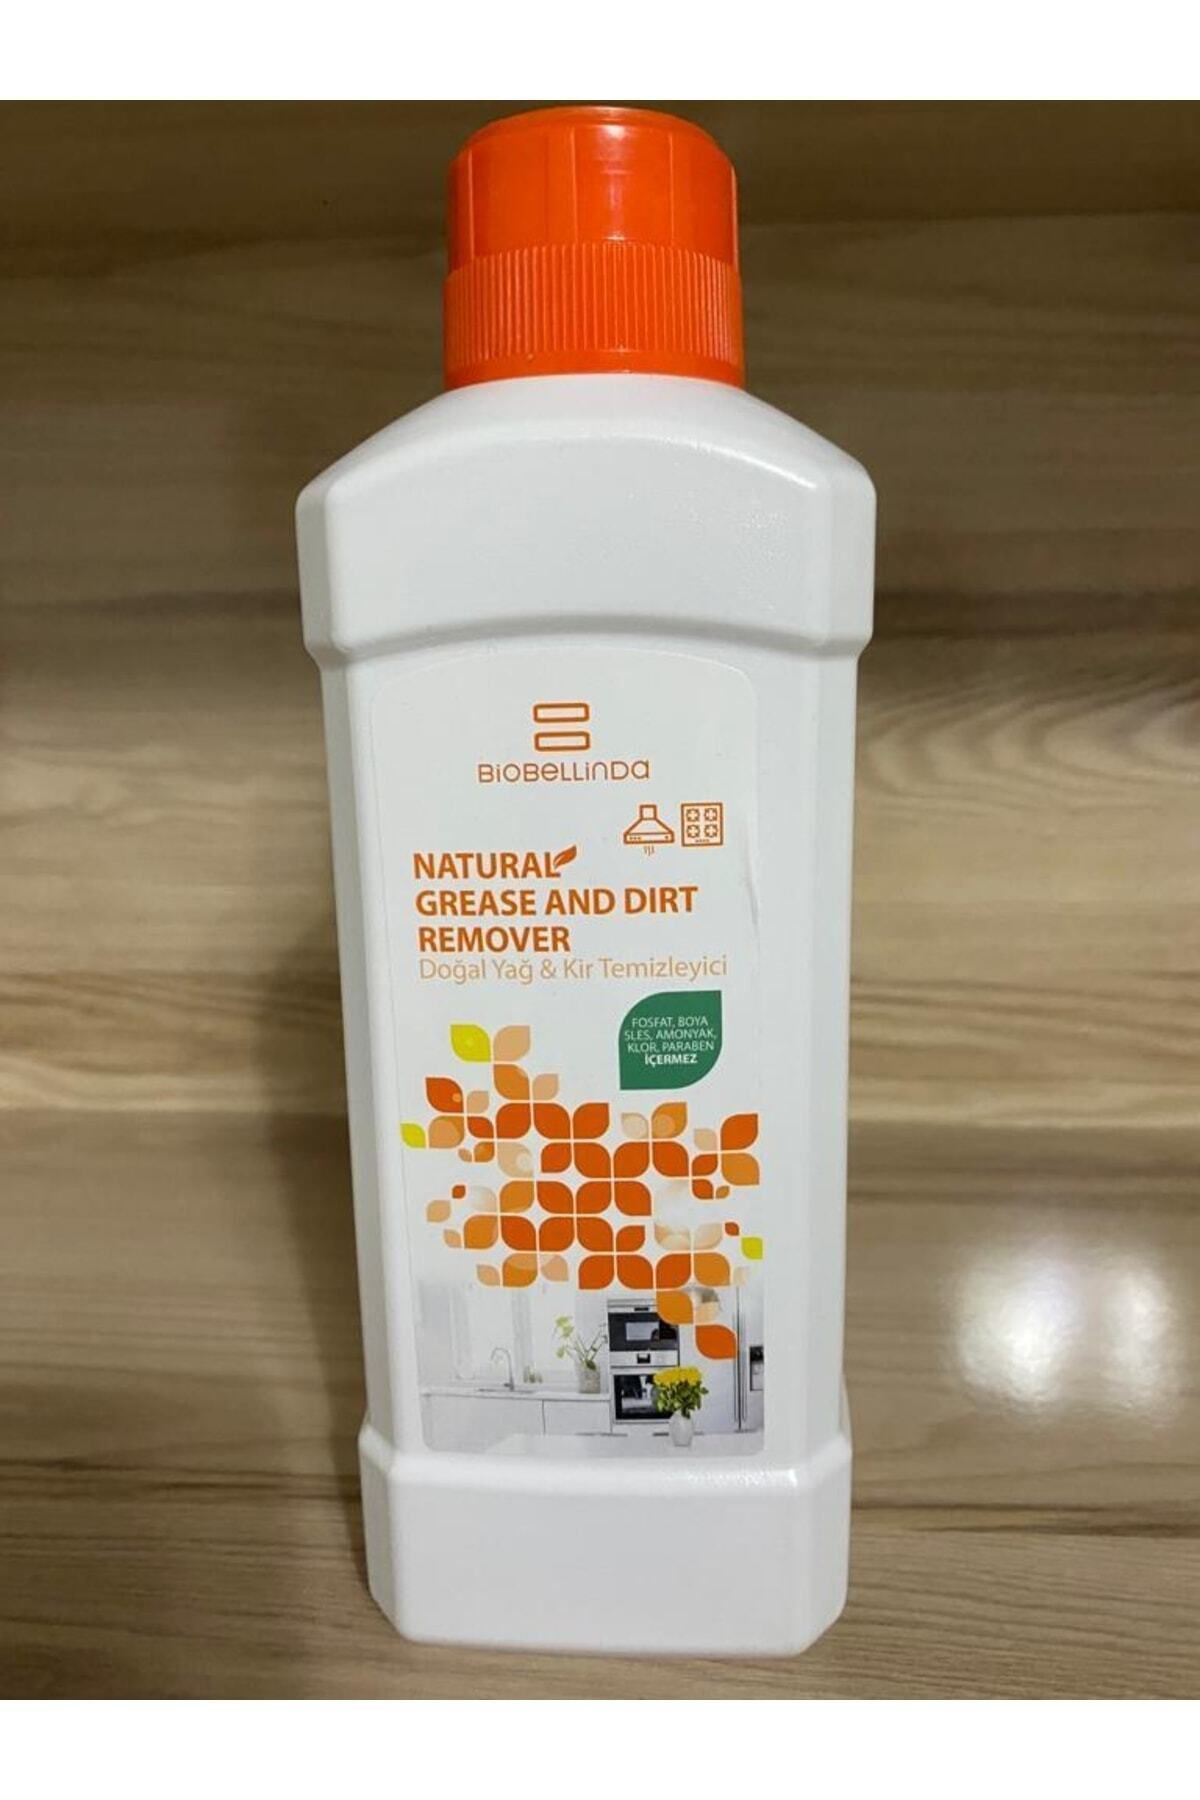 BiOBELLiNDa
NATURAL
GREASE AND DIRT
REMOVER
Doğal Yağ & Kir Temizleyici
FOSFAT, BOYA
SLES, AMONYAK,
KLOR, PARABEN
İÇERMEZ